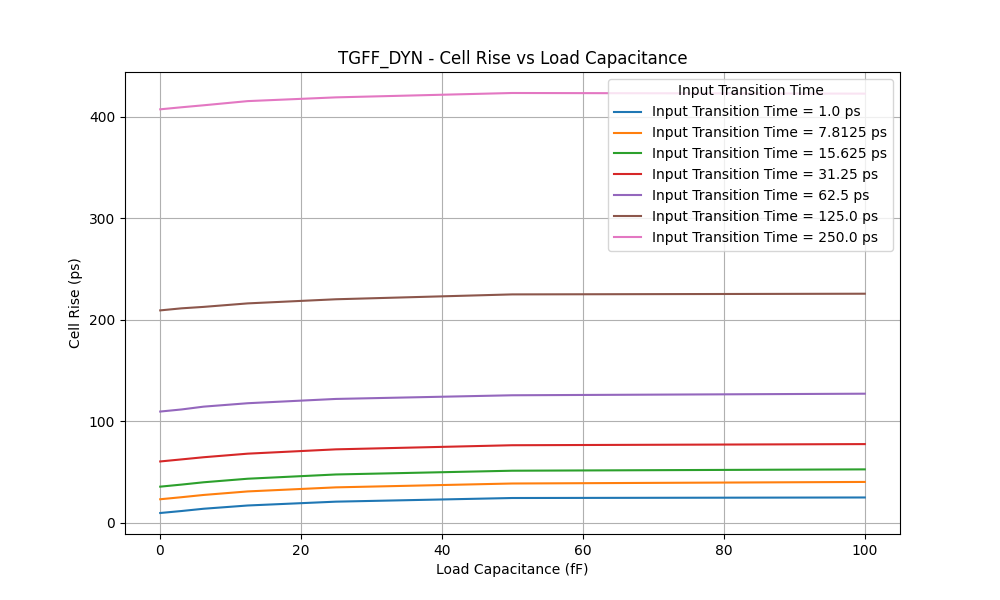 TGFF_DYN - Cell Rise vs Load Capacitance
Input Transition Time
Input Transition Time = 1.0 ps
Input Transition Time = 7.8125 ps
Input Transition Time = 15.625 ps
Input Transition Time = 31.25 ps
Input Transition Time = 62.5 ps
Input Transition Time = 125.0 ps
Input Transition Time = 250.0 ps
Cell Rise (ps)
400
300
200
100
0
0 20 40 60 80 100
Load Capacitance (fF)